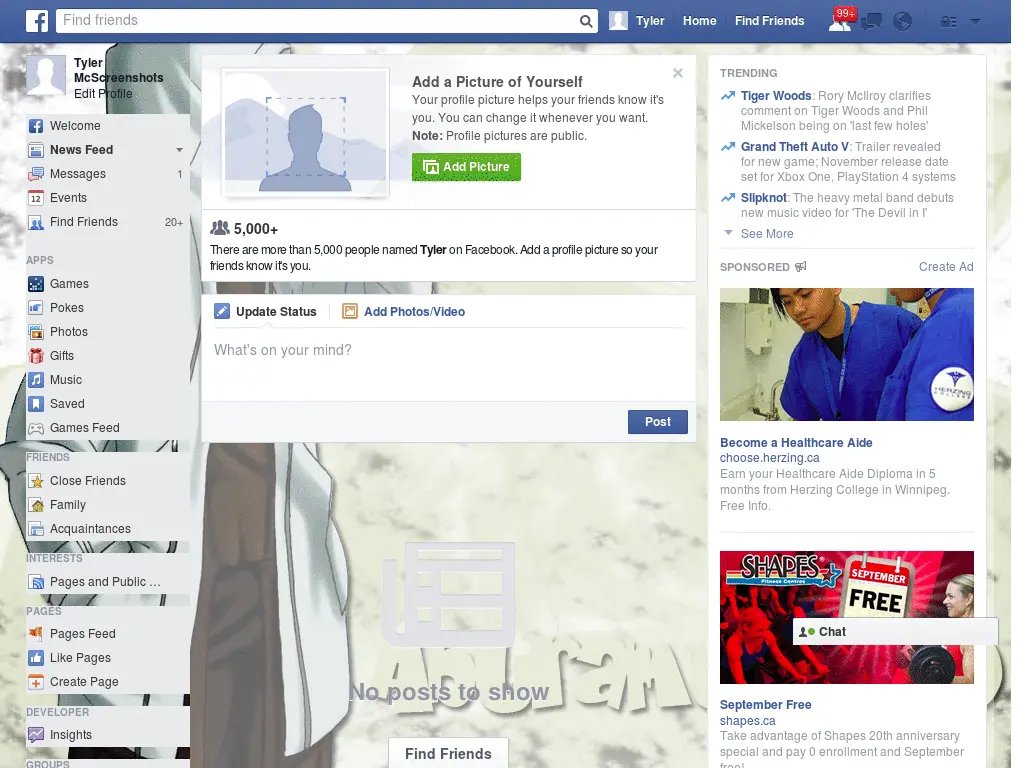 Find friends
Tyler
Home
Find Friends
99+
Tyler
McScreenshots
Edit Profile
Welcome
News Feed
Messages
1
12
Events
Find Friends
20+
APPS
Games
Pokes
Photos
Gifts
Music
Saved
Games Feed
FRIENDS
Close Friends
Family
Acquaintances
INTERESTS
Pages and Public ...
PAGES
Pages Feed
Like Pages
Create Page
DEVELOPER
Insights
GROUPS
Add a Picture of Yourself
Your profile picture helps your friends know it's
you. You can change it whenever you want.
Note: Profile pictures are public.
Add Picture
5,000+
There are more than 5,000 people named Tyler on Facebook. Add a profile picture so your
friends know it's you.
Update Status
Add Photos/Video
What's on your mind?
Post
No posts to show
Find Friends
TRENDING
Tiger Woods: Rory McIlroy clarifies
comment on Tiger Woods and Phil
Mickelson being on 'last few holes'
Grand Theft Auto V: Trailer revealed
for new game; November release date
set for Xbox One, PlayStation 4 systems
Slipknot: The heavy metal band debuts
new music video for 'The Devil in I'
See More
SPONSORED
Create Ad
HERZING
COLLEGE
Become a Healthcare Aide
choose.herzing.ca
Earn your Healthcare Aide Diploma in 5
months from Herzing College in Winnipeg.
Free Info.
SHAPES
Fitness Centres
SEPTEMBER
FREE
Chat
September Free
shapes.ca
Take advantage of Shapes 20th anniversary
special and pay 0 enrollment and September
free!